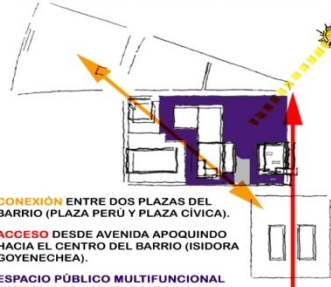 CONEXIÓN ENTRE DOS PLAZAS DEL
BARRIO (PLAZA PERÚ Y PLAZA CÍVICA).
ACCESO DESDE AVENIDA APOQUINDO
HACIA EL CENTRO DEL BARRIO (ISIDORA
GOYENECHEA).
ESPACIO PÚBLICO MULTIFUNCIONAL